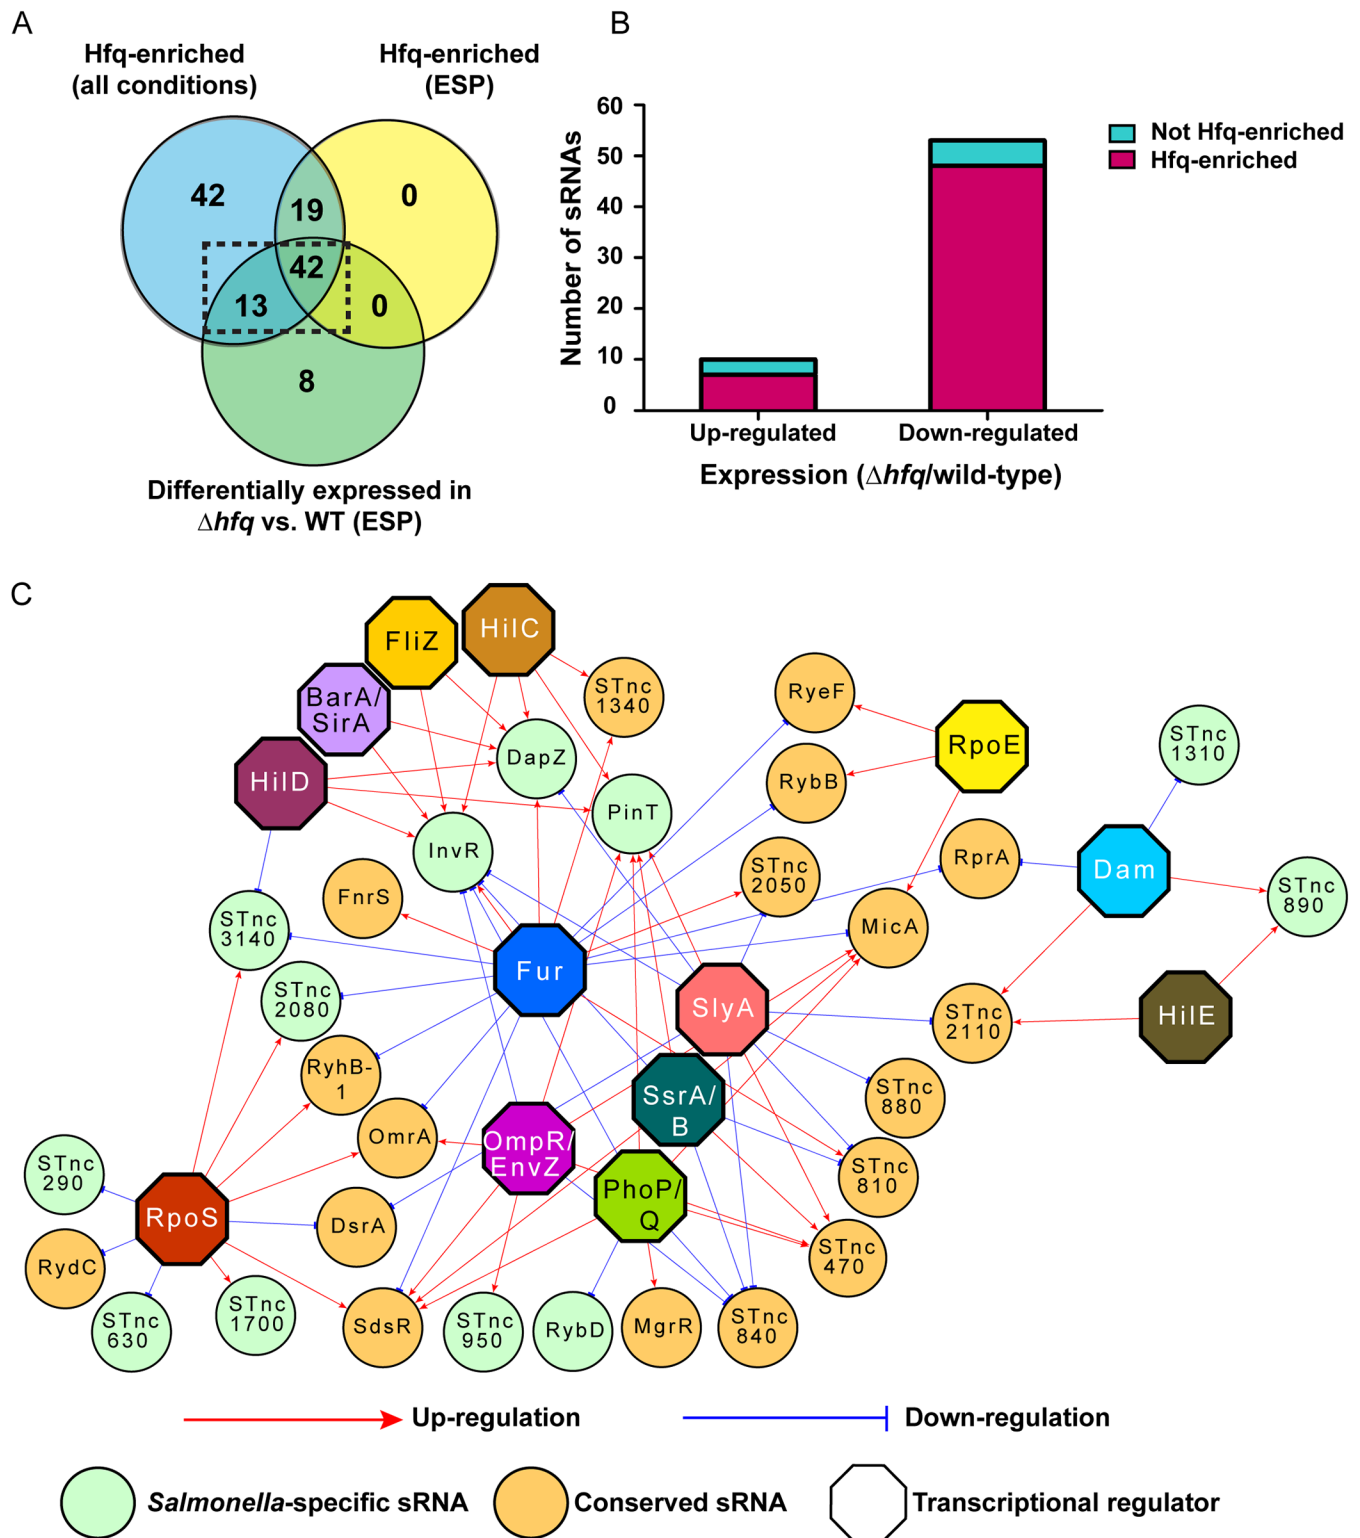 A
B
Hfq-enriched
(all conditions)
Hfq-enriched
(ESP)
42
19
0
42
13
0
8
Differentially expressed in
Δhfq vs. WT (ESP)
Number of sRNAs
60
50
40
30
20
10
0
Up-regulated
Down-regulated
Expression (Δhfq/wild-type)
Not Hfq-enriched
Hfq-enriched
C
FliZ
HilC
BarA/
SirA
HilD
STnc
1340
RyeF
RpoE
STnc
1310
DapZ
RybB
PinT
InvR
STnc
2050
RprA
Dam
STnc
890
FnrS
MicA
STnc
3140
Fur
STnc
2080
SlyA
STnc
2110
HilE
RyhB-
1
SsrA/
B
STnc
880
OmrA
OmpR/
EnvZ
STnc
810
STnc
290
RpoS
DsrA
PhoP/
Q
STnc
470
RydC
STnc
630
STnc
1700
SdsR
STnc
950
RybD
MgrR
STnc
840
Up-regulation
Down-regulation
Salmonella-specific sRNA
Conserved sRNA
Transcriptional regulator